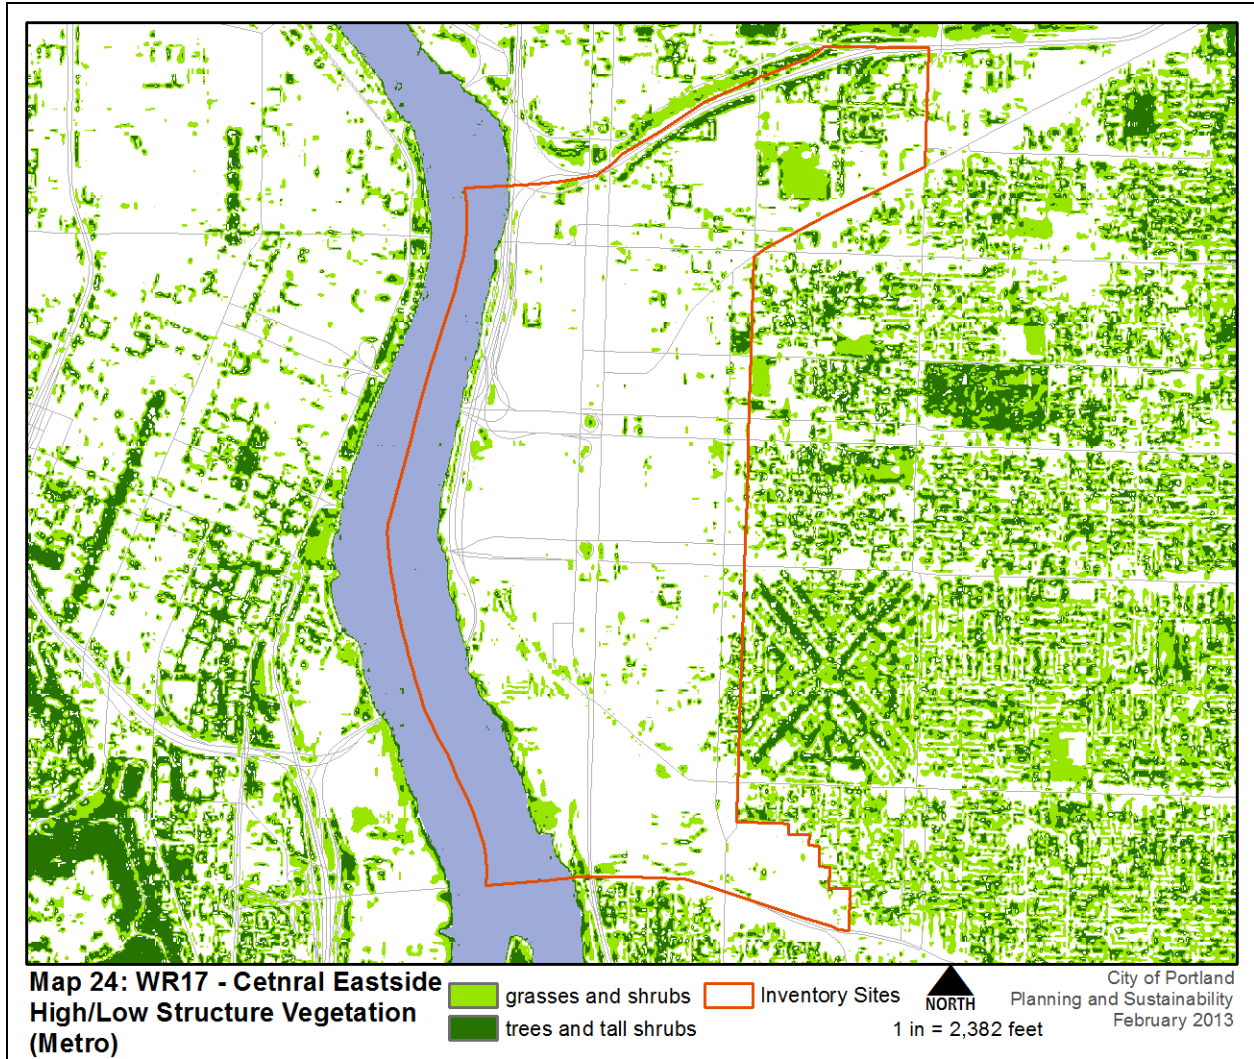 Map 24: WR17 - Cetnral Eastside
High/Low Structure Vegetation
(Metro)
grasses and shrubs
trees and tall shrubs
Inventory Sites
NORTH
1 in = 2,382 feet
City of Portland
Planning and Sustainability
February 2013